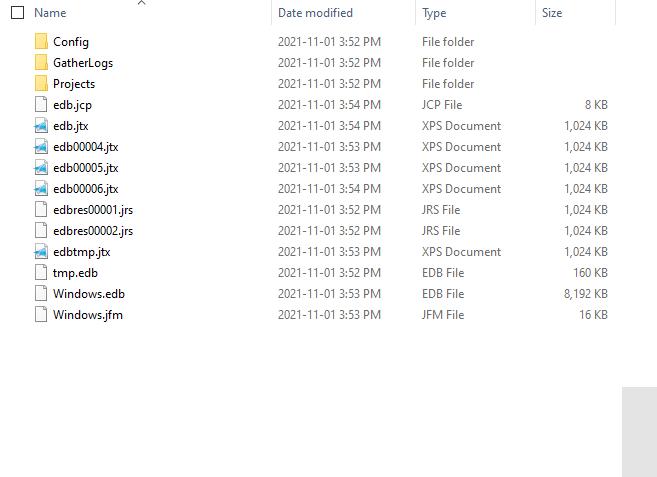 Name Date modified Type Size
Config 2021-11-01 3:52 PM File folder
GatherLogs 2021-11-01 3:52 PM File folder
Projects 2021-11-01 3:52 PM File folder
edb.jcp 2021-11-01 3:54 PM JCP File 8 KB
edb.jtx 2021-11-01 3:54 PM XPS Document 1,024 KB
edb00004.jtx 2021-11-01 3:53 PM XPS Document 1,024 KB
edb00005.jtx 2021-11-01 3:53 PM XPS Document 1,024 KB
edb00006.jtx 2021-11-01 3:54 PM XPS Document 1,024 KB
edbres00001.jrs 2021-11-01 3:52 PM JRS File 1,024 KB
edbres00002.jrs 2021-11-01 3:52 PM JRS File 1,024 KB
edbtmp.jtx 2021-11-01 3:53 PM XPS Document 1,024 KB
tmp.edb 2021-11-01 3:52 PM EDB File 160 KB
Windows.edb 2021-11-01 3:53 PM EDB File 8,192 KB
Windows.jfm 2021-11-01 3:53 PM JFM File 16 KB